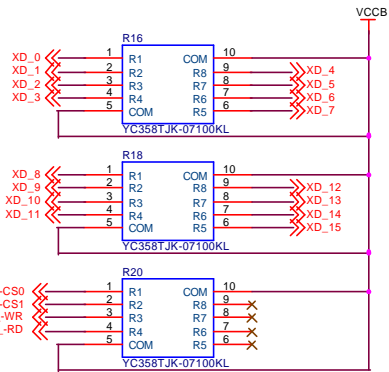 VCCB
R16
XD_0 1 R1 COM 10
XD_1 2 R2 R8 9 XD_4
XD_2 3 R3 R7 8 XD_5
XD_3 4 R4 R6 7 XD_6
5 COM R5 6 XD_7
YC358TJK-07100KL
R18
XD_8 1 R1 COM 10
XD_9 2 R2 R8 9 XD_12
XD_10 3 R3 R7 8 XD_13
XD_11 4 R4 R6 7 XD_14
5 COM R5 6 XD_15
YC358TJK-07100KL
R20
-CS0 1 R1 COM 10
-CS1 2 R2 R8 9
-WR 3 R3 R7 8
_-RD 4 R4 R6 7
5 COM R5 6
YC358TJK-07100KL